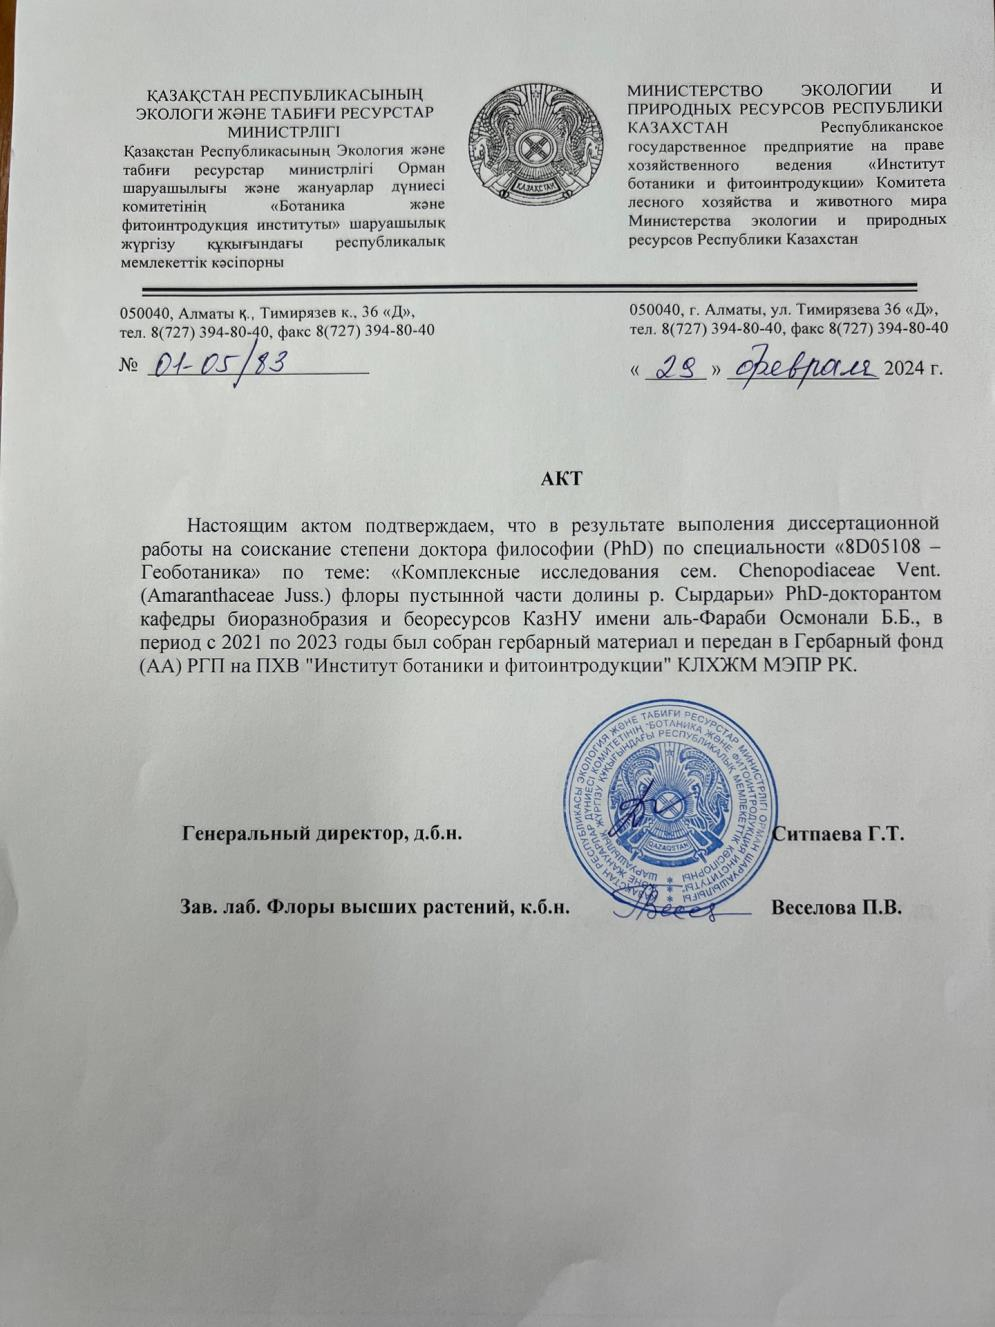 ҚАЗАҚСТАН РЕСПУБЛИКАСЫНЫҢ
ЭКОЛОГИ ЖӘНЕ ТАБИҒИ РЕСУРСТАР
МИНИСТРЛІГІ
Қазақстан Республикасының Экология және
табиғи ресурстар министрлігі Орман
шаруашылығы және жануарлар дүниесі
комитетінің «Ботаника және
фитоинтродукция институты» шаруашылық
жүргізу құқығындағы республикалық
мемлекеттік кәсіпорны
ҚАЗАҚСТАН
МИНИСТЕРСТВО ЭКОЛОГИИ И
ПРИРОДНЫХ РЕСУРСОВ РЕСПУБЛИКИ
КАЗАХСТАН Республиканское
государственное предприятие на праве
хозяйственного ведения «Институт
ботаники и фитоинтродукции» Комитета
лесного хозяйства и животного мира
Министерства экологии и природных
ресурсов Республики Казахстан
050040, Алматы қ., Тимирязев к., 36 «Д»,
тел. 8(727) 394-80-40, факс 8(727) 394-80-40
№ 01-05/83
050040, г. Алматы, ул. Тимирязева 36 «Д»,
тел. 8(727) 394-80-40, факс 8(727) 394-80-40
« 29 » февраля 2024 г.
АКТ
Настоящим актом подтверждаем, что в результате выполения диссертационной
работы на соискание степени доктора философии (PhD) по специальности «8D05108 –
Геоботаника» по теме: «Комплексные исследования сем. Chenopodiaceae Vent.
(Amaranthaceae Juss.) флоры пустынной части долины р. Сырдарьи» PhD-докторантом
кафедры биоразнобразия и беоресурсов КазНУ имени аль-Фараби Осмонали Б.Б., в
период с 2021 по 2023 годы был собран гербарный материал и передан в Гербарный фонд
(АА) РГП на ПХВ "Институт ботаники и фитоинтродукции" КЛХЖМ МЭПР РК.
QAZAQSTAN
Генеральный директор, д.б.н. Ситпаева Г.Т.
Зав. лаб. Флоры высших растений, к.б.н. Веселова П.В.